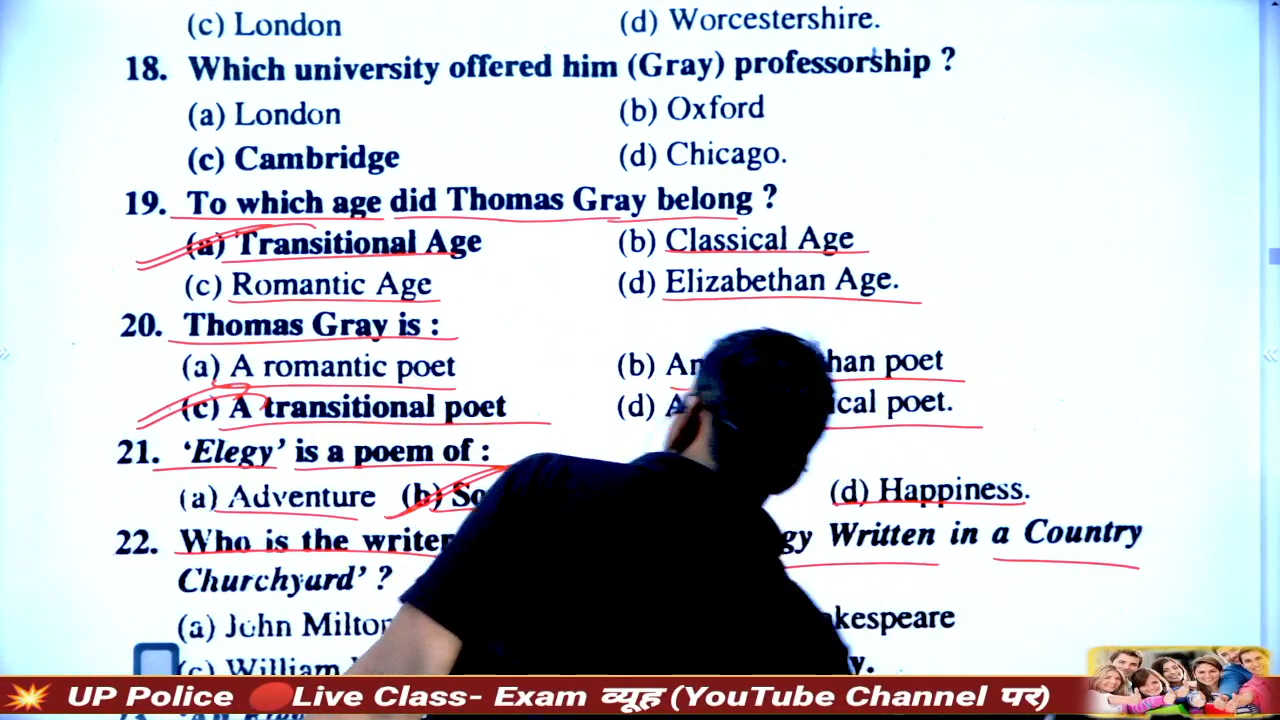 (c) London (d) Worcestershire.
18. Which university offered him (Gray) professorship ?
(a) London (b) Oxford
(c) Cambridge (d) Chicago.
19. To which age did Thomas Gray belong ?
(a) Transitional Age (b) Classical Age
(c) Romantic Age (d) Elizabethan Age.
20. Thomas Gray is :
(a) A romantic poet (b) poet
(c) A transitional poet (d) poet.
21. ‘Elegy’ is a poem of :
(a) Adventure (b) (d) Happiness.
22. Who is the writer Written in a Country
Churchyard’ ?
(a) John
(c) William
UP Police Live Class- Exam व्यूह (YouTube Channel पर)